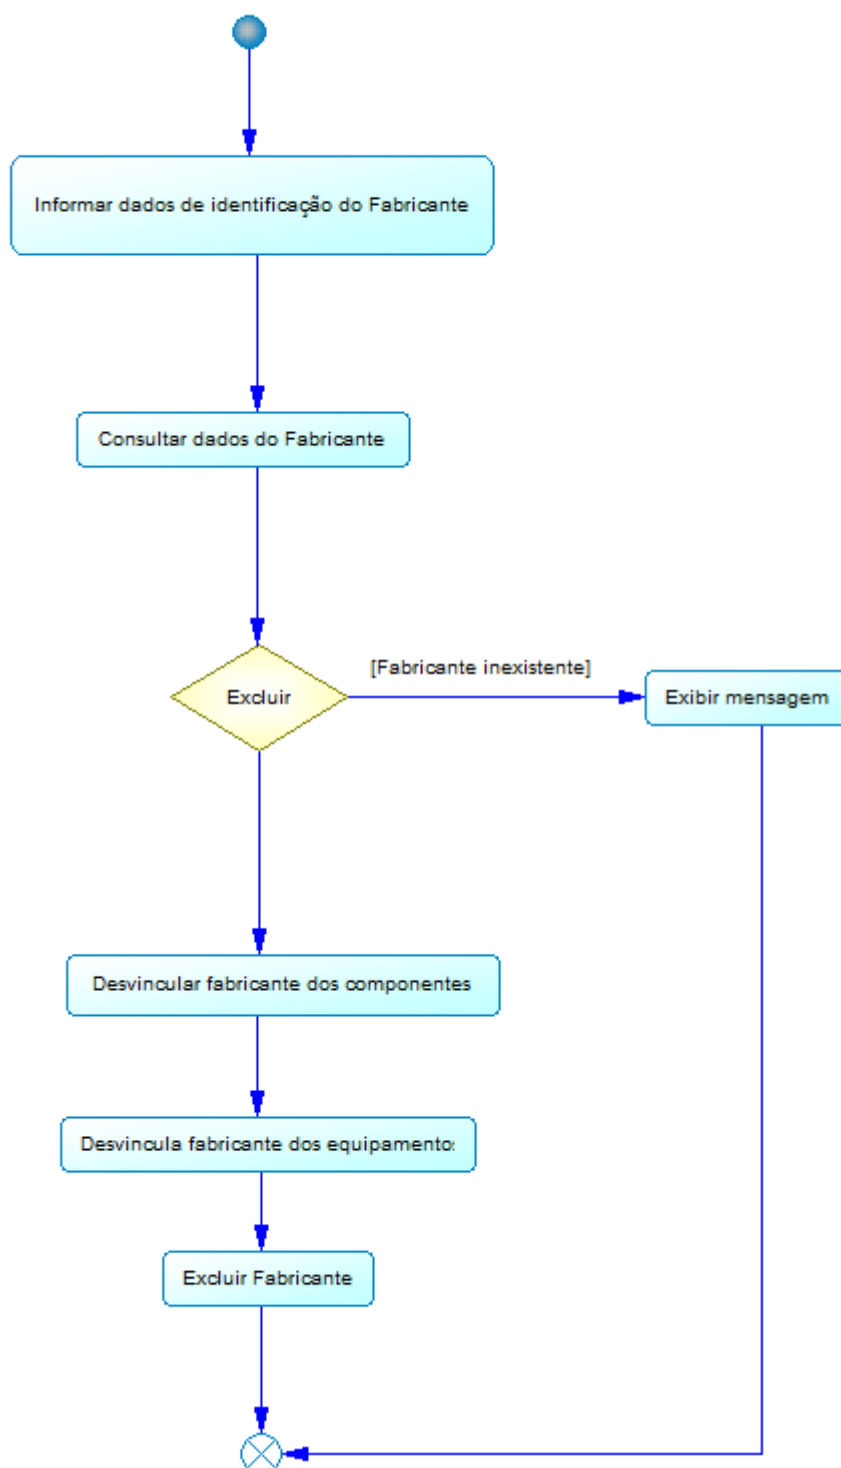 Informar dados de identificação do Fabricante
Consultar dados do Fabricante
[Fabricante inexistente]
Excluir
Exibir mensagem
Desvincular fabricante dos componentes
Desvincula fabricante dos equipamentos
Excluir Fabricante